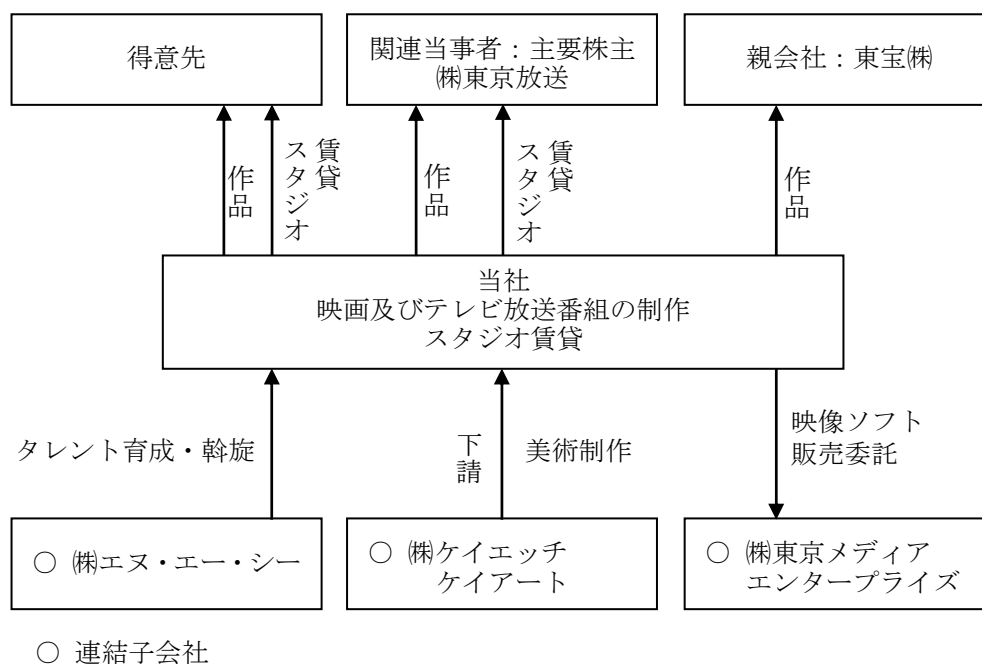 得意先
関連当事者：主要株主
㈱東京放送
親会社：東宝㈱
作品
スタジオ
賃貸
作品
スタジオ
賃貸
作品
当社
映画及びテレビ放送番組の制作
スタジオ賃貸
タレント育成・斡旋
下請
美術制作
映像ソフト
販売委託
○ ㈱エヌ・エー・シー
○ ㈱ケイエッチ
ケイアート
○ ㈱東京メディア
エンタープライズ
○ 連結子会社